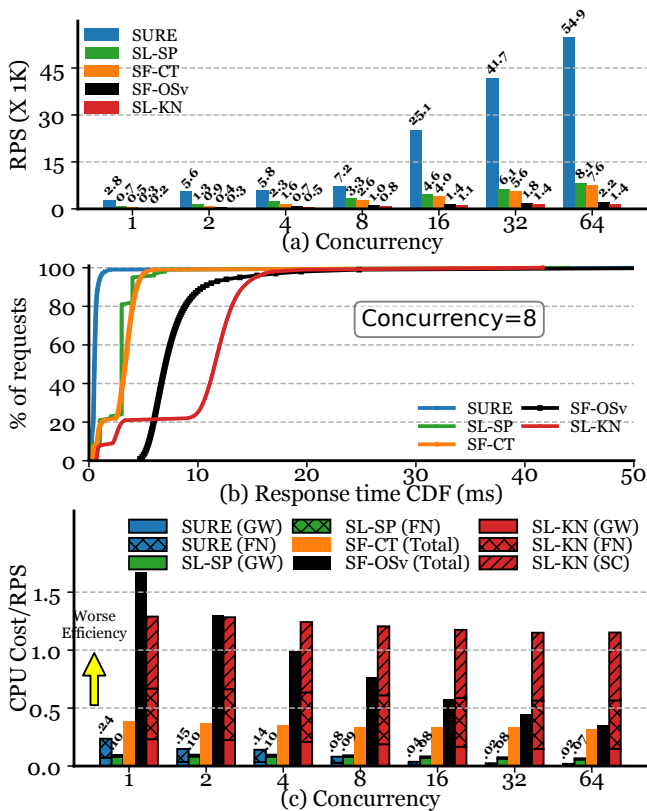 SURE
SL-SP
SF-CT
SF-OSv
SL-KN
RPS (X 1K)
45
30
15
0
2.8 0.7 0.5 0.3 0.2
5.6 1.3 0.9 0.4 0.3
5.8 2.3 1.6 0.7 0.5
7.2 3.3 2.6 1.0 0.8
25.1 4.6 4.0 1.4 1.1
41.7 6.1 5.6 1.8 1.4
54.9 8.1 7.6 2.2 1.4
1 2 4 8 16 32 64
(a) Concurrency
% of requests
100
80
60
40
20
0
Concurrency=8
SURE
SL-SP
SF-CT
SF-OSv
SL-KN
0 10 20 30 40 50
(b) Response time CDF (ms)
SURE (GW)
SURE (FN)
SL-SP (GW)
SL-SP (FN)
SF-CT (Total)
SF-OSv (Total)
SL-KN (GW)
SL-KN (FN)
SL-KN (SC)
CPU Cost/RPS
1.5
1.0
0.5
0.0
Worse
Efficiency
.24 .10
.15 .10
.14 .10
.08 .09
.04 .08
.02 .08
.02 .07
1 2 4 8 16 32 64
(c) Concurrency